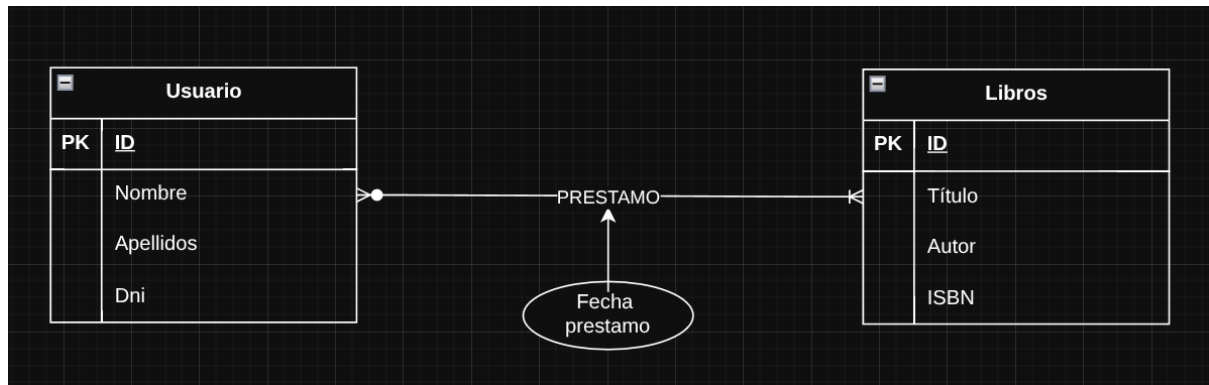 Usuario
PK ID
Nombre
Apellidos
Dni
PRESTAMO
Fecha
prestamo
Libros
PK ID
Título
Autor
ISBN